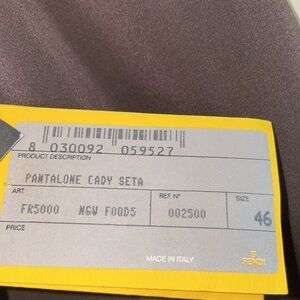 8 030092 059527
PRODUCT DESCRIPTION
PANTALONE CADY SETA
ART. REF. N° SIZE
FR5000 NGW F0QD5 002500 46
PRICE
MADE IN ITALY
FENDI